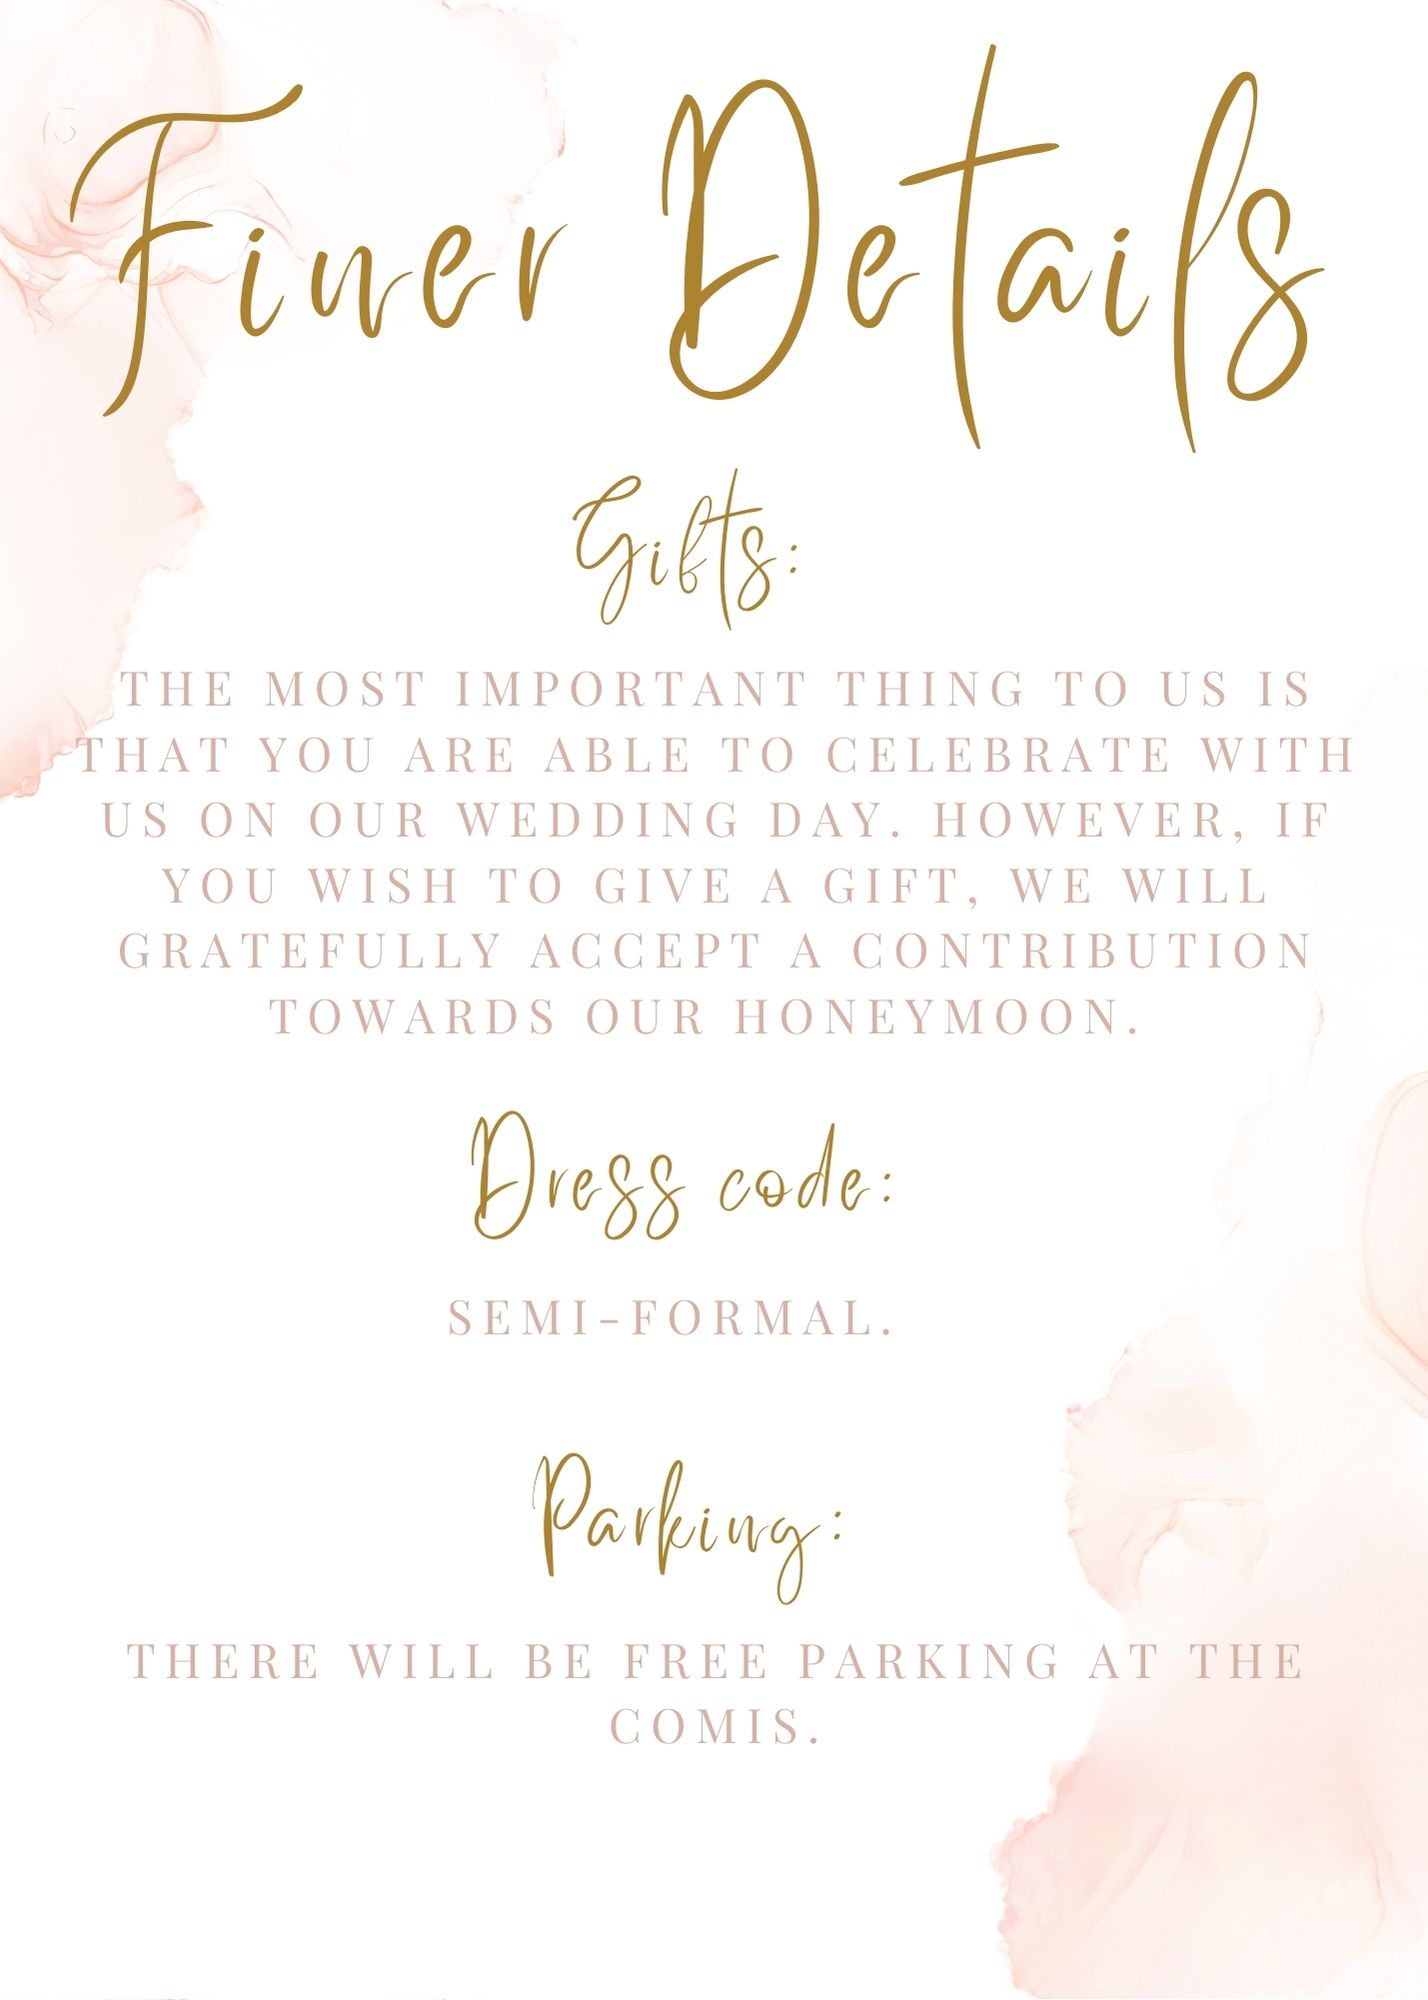 Finer Details
Gifts:
THE MOST IMPORTANT THING TO US IS
THAT YOU ARE ABLE TO CELEBRATE WITH
US ON OUR WEDDING DAY. HOWEVER, IF
YOU WISH TO GIVE A GIFT, WE WILL
GRATEFULLY ACCEPT A CONTRIBUTION
TOWARDS OUR HONEYMOON.
Dress code:
SEMI-FORMAL.
Parking:
THERE WILL BE FREE PARKING AT THE
COMIS.